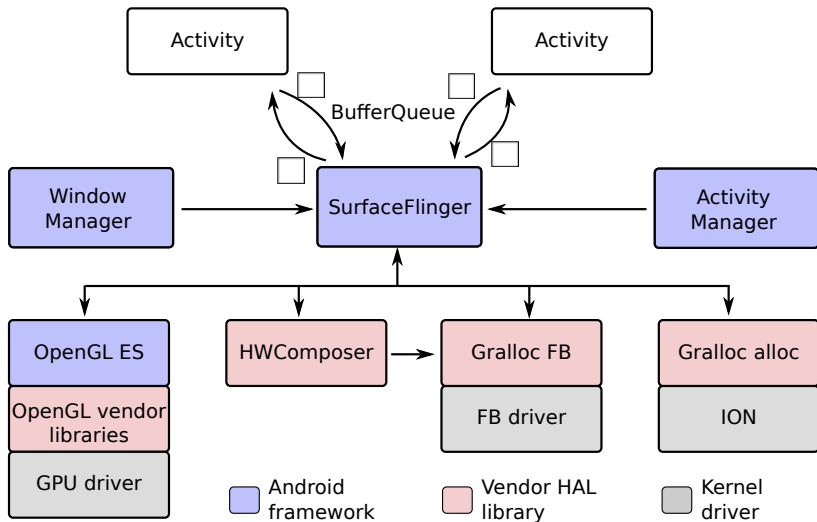 Activity
Activity
BufferQueue
Window
Manager
SurfaceFlinger
Activity
Manager
OpenGL ES
HWComposer
Gralloc FB
Gralloc alloc
OpenGL vendor
libraries
FB driver
ION
GPU driver
Android
framework
Vendor HAL
library
Kernel
driver